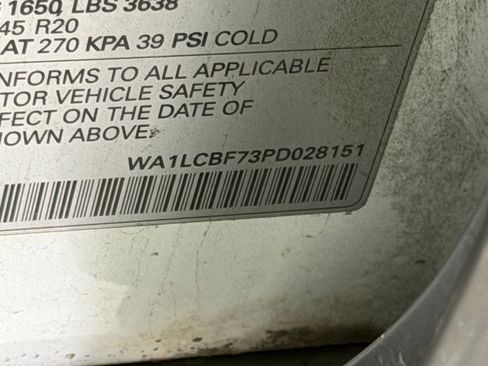 1650 LBS 3638
45 R20
AT 270 KPA 39 PSI COLD
NFORMS TO ALL APPLICABLE
TOR VEHICLE SAFETY
FECT ON THE DATE OF
HOWN ABOVE.
WA1LCBF73PD028151